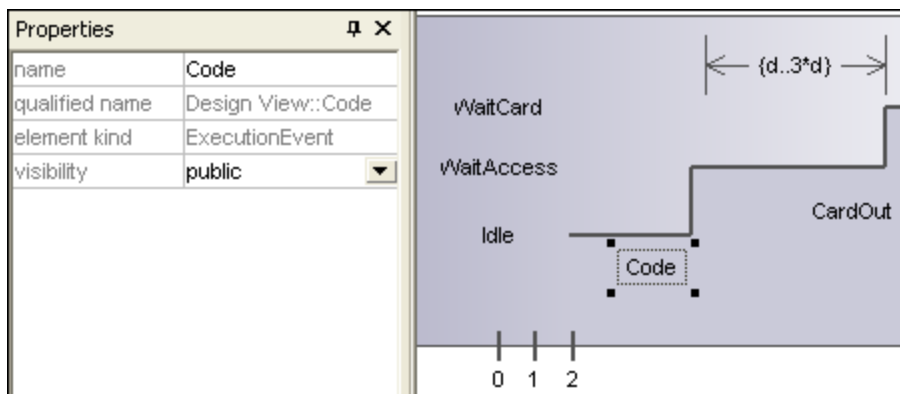 Properties
name Code
qualified name Design View::Code
element kind ExecutionEvent
visibility public
{d..3*d}
WaitCard
WaitAccess
CardOut
Idle
Code
0 1 2